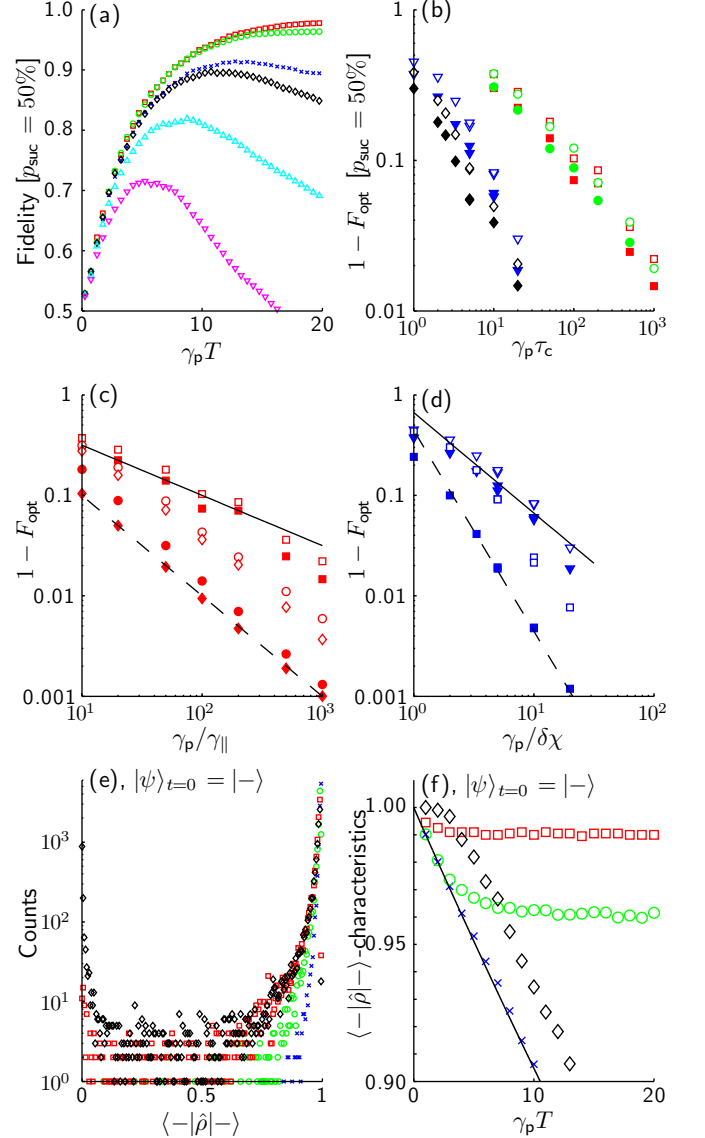 (a)
Fidelity [p_suc = 50%]
1.0
0.9
0.8
0.7
0.6
0.5
0
10
20
γ_p T
(b)
1 − F_opt [p_suc = 50%]
0.1
0.01
10^0
10^1
10^2
10^3
γ_p τ_c
(c)
1 − F_opt
1
0.1
0.01
0.001
10^1
10^2
10^3
γ_p/γ_∥
(d)
1 − F_opt
1
0.1
0.01
0.001
10^0
10^1
10^2
γ_p/δχ
(e), |ψ⟩_{t=0} = |−⟩
Counts
10^3
10^2
10^1
10^0
0
0.5
1
⟨−|ρ̂|−⟩
(f), |ψ⟩_{t=0} = |−⟩
⟨−|ρ̂|−⟩-characteristics
1.00
0.95
0.90
0
10
20
γ_p T